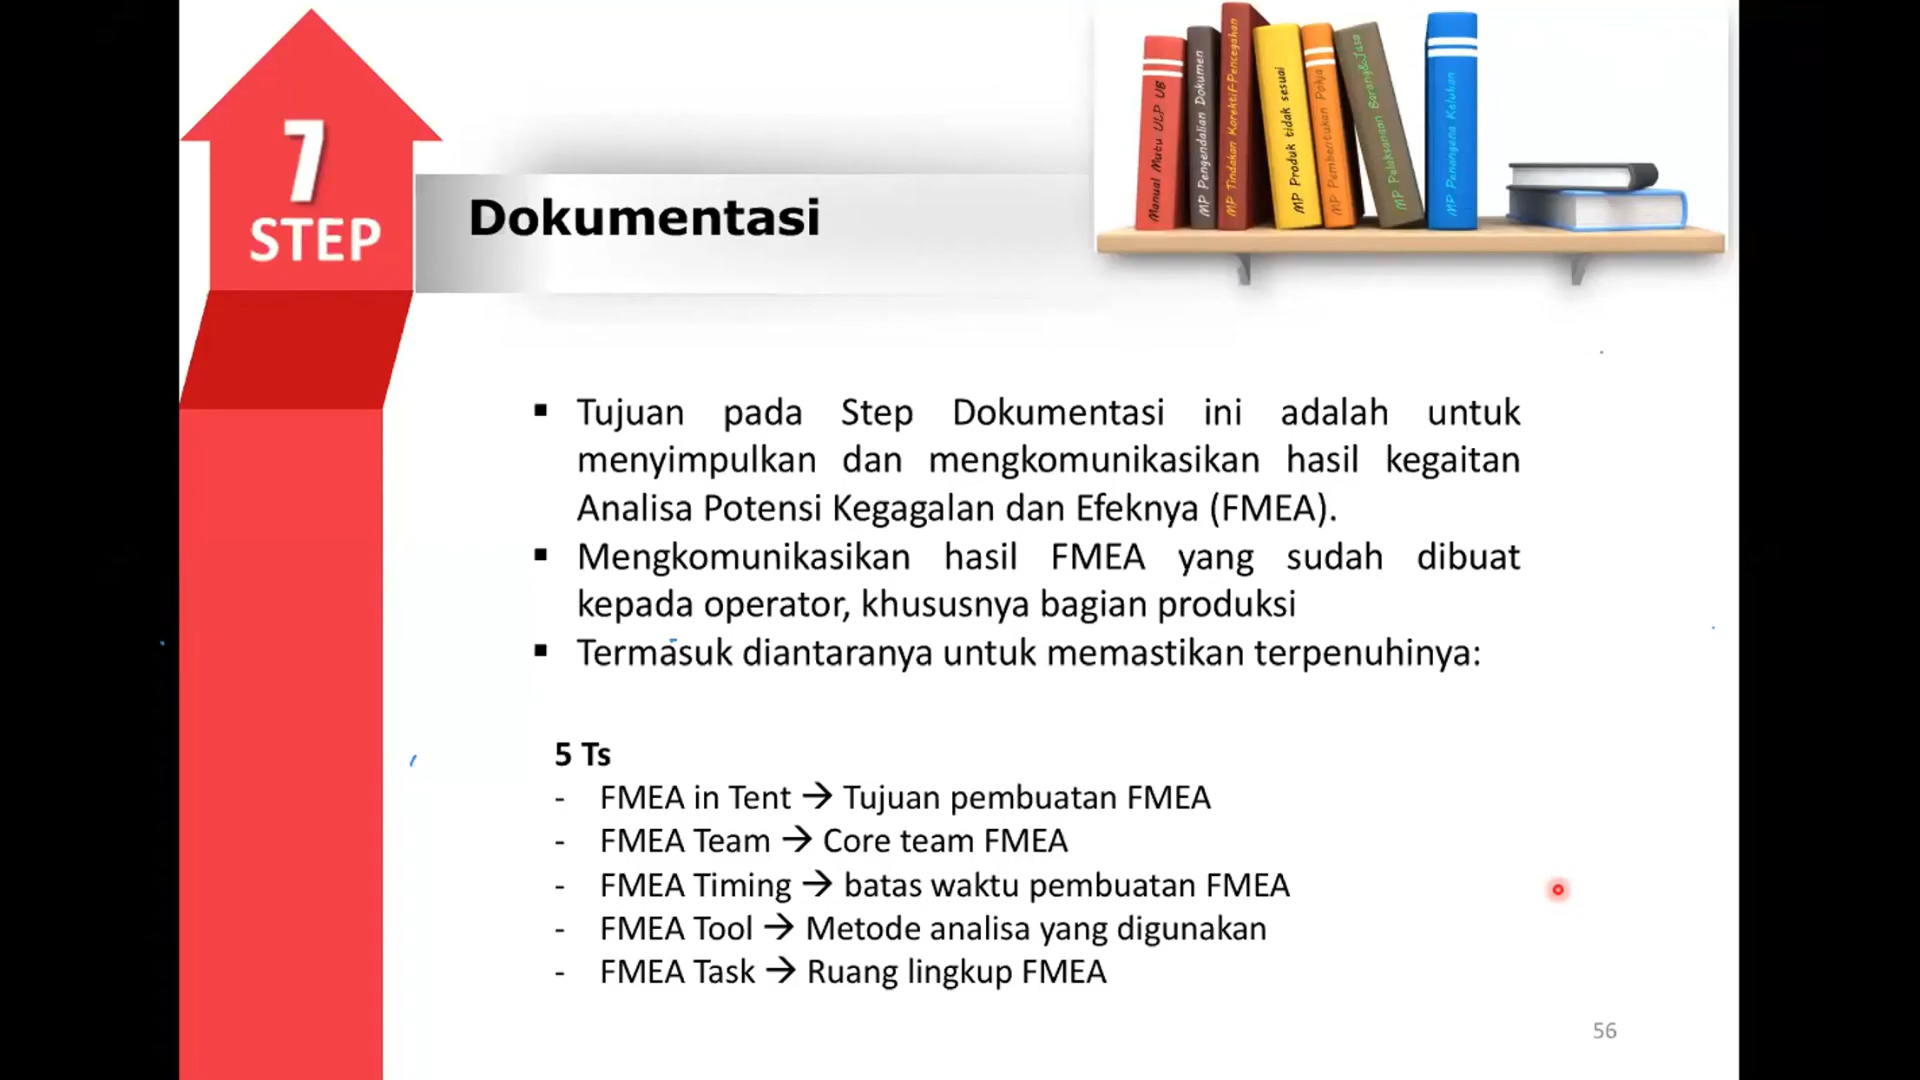 7
STEP
Dokumentasi
Manual Mutu ULP UB
MP Pengendalian Dokumen
MP Tindakan Korektif-Pencegahan
MP Produk tidak sesuai
MP Pembentukan Pokja
MP Pelaksanaan Barang&Jasa
MP Penangana Keluhan
▪ Tujuan pada Step Dokumentasi ini adalah untuk
menyimpulkan dan mengkomunikasikan hasil kegaitan
Analisa Potensi Kegagalan dan Efeknya (FMEA).
▪ Mengkomunikasikan hasil FMEA yang sudah dibuat
kepada operator, khususnya bagian produksi
▪ Termasuk diantaranya untuk memastikan terpenuhinya:
5 Ts
- FMEA in Tent → Tujuan pembuatan FMEA
- FMEA Team → Core team FMEA
- FMEA Timing → batas waktu pembuatan FMEA
- FMEA Tool → Metode analisa yang digunakan
- FMEA Task → Ruang lingkup FMEA
56